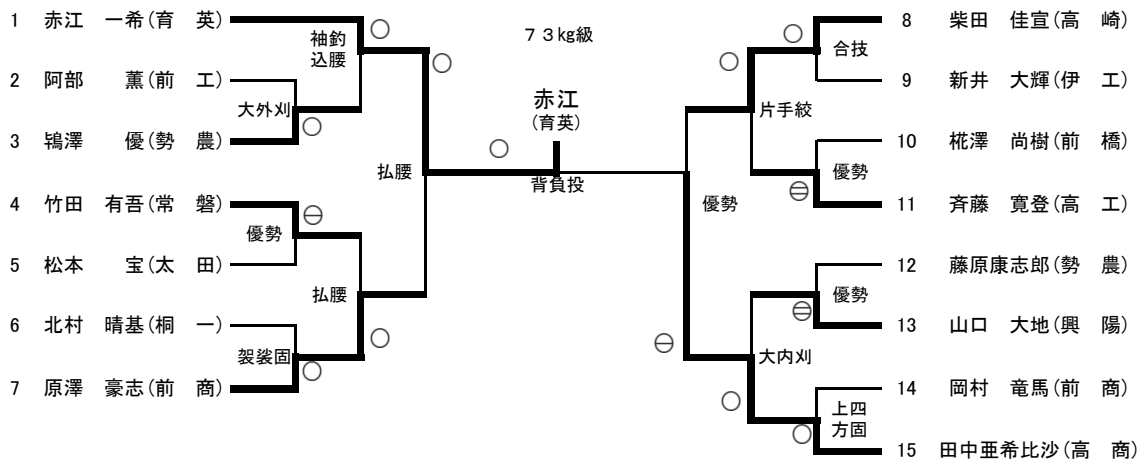 ７３kg級
赤江
(育英)
背負投
1 赤江　一希(育　英)
2 阿部　　薫(前　工)
3 鴇澤　　優(勢　農)
4 竹田　有吾(常　磐)
5 松本　　宝(太　田)
6 北村　晴基(桐　一)
7 原澤　豪志(前　商)
袖釣
込腰
大外刈
払腰
優勢
払腰
袈裟固
8 柴田　佳宣(高　崎)
9 新井　大輝(伊　工)
10 椛澤　尚樹(前　橋)
11 斉藤　寛登(高　工)
12 藤原康志郎(勢　農)
13 山口　大地(興　陽)
14 岡村　竜馬(前　商)
15 田中亜希比沙(高　商)
合技
片手絞
優勢
優勢
優勢
大内刈
上四
方固